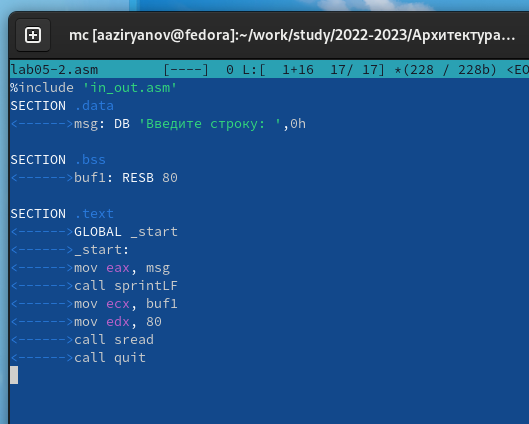 mc [aaziryanov@fedora]:~/work/study/2022-2023/Архитектура...
lab05-2.asm [----] 0 L:[ 1+16 17/ 17] *(228 / 228b) <EO
%include 'in_out.asm'
SECTION .data
<------>msg: DB 'Введите строку: ',0h
SECTION .bss
<------>buf1: RESB 80
SECTION .text
<------>GLOBAL _start
<------>_start:
<------>mov eax, msg
<------>call sprintLF
<------>mov ecx, buf1
<------>mov edx, 80
<------>call sread
<------>call quit